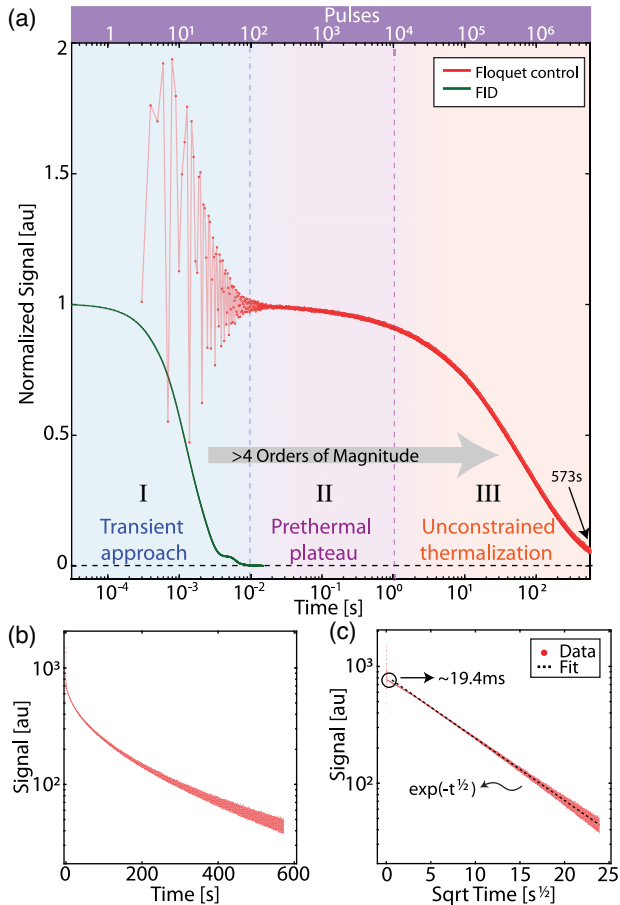 (a)
Pulses
1 10¹ 10² 10³ 10⁴ 10⁵ 10⁶
2
1.5
1
0.5
0
Normalized Signal [au]
Floquet control
FID
>4 Orders of Magnitude
573s
I II III
Transient approach
Prethermal plateau
Unconstrained thermalization
10⁻⁴ 10⁻³ 10⁻² 10⁻¹ 10⁰ 10¹ 10²
Time [s]
(b)
10³
10²
Signal [au]
0 200 400 600
Time [s]
(c)
10³
10²
Signal [au]
Data
Fit
~19.4ms
exp(-t^½)
0 5 10 15 20 25
Sqrt Time [s^½]